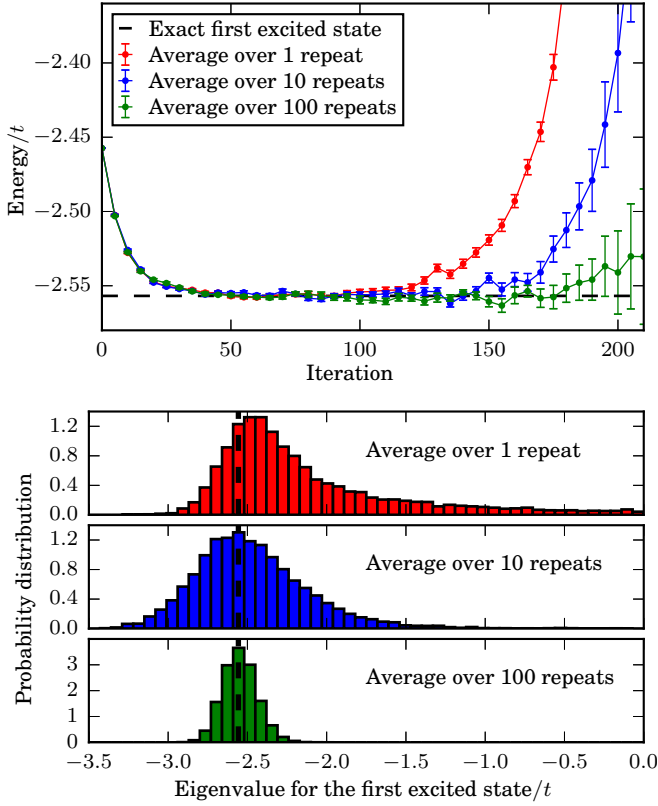 Exact first excited state
Average over 1 repeat
Average over 10 repeats
Average over 100 repeats
Energy/t
−2.40
−2.45
−2.50
−2.55
0 50 100 150 200
Iteration
Probability distribution
1.2
0.8
0.4
0.0
Average over 1 repeat
1.2
0.8
0.4
0.0
Average over 10 repeats
3
2
1
0
Average over 100 repeats
−3.5 −3.0 −2.5 −2.0 −1.5 −1.0 −0.5 0.0
Eigenvalue for the first excited state/t